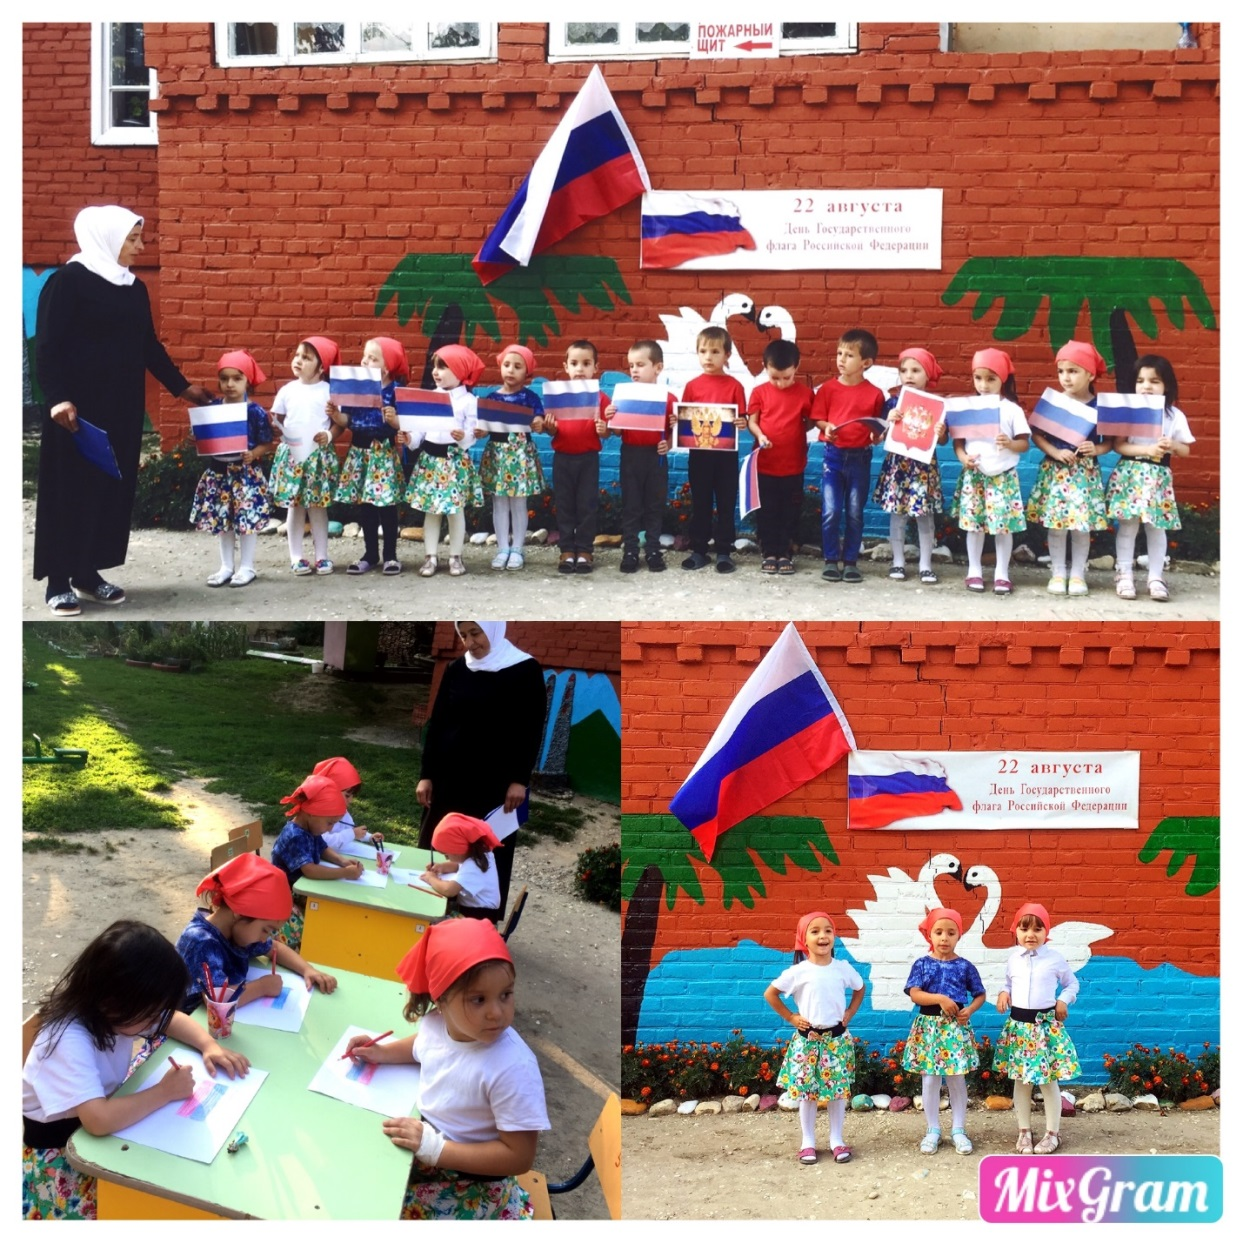 ПОЖАРНЫЙ
ЩИТ
22 августа
День Государственного
флага Российской Федерации
22 августа
День Государственного
флага Российской Федерации
MixGram